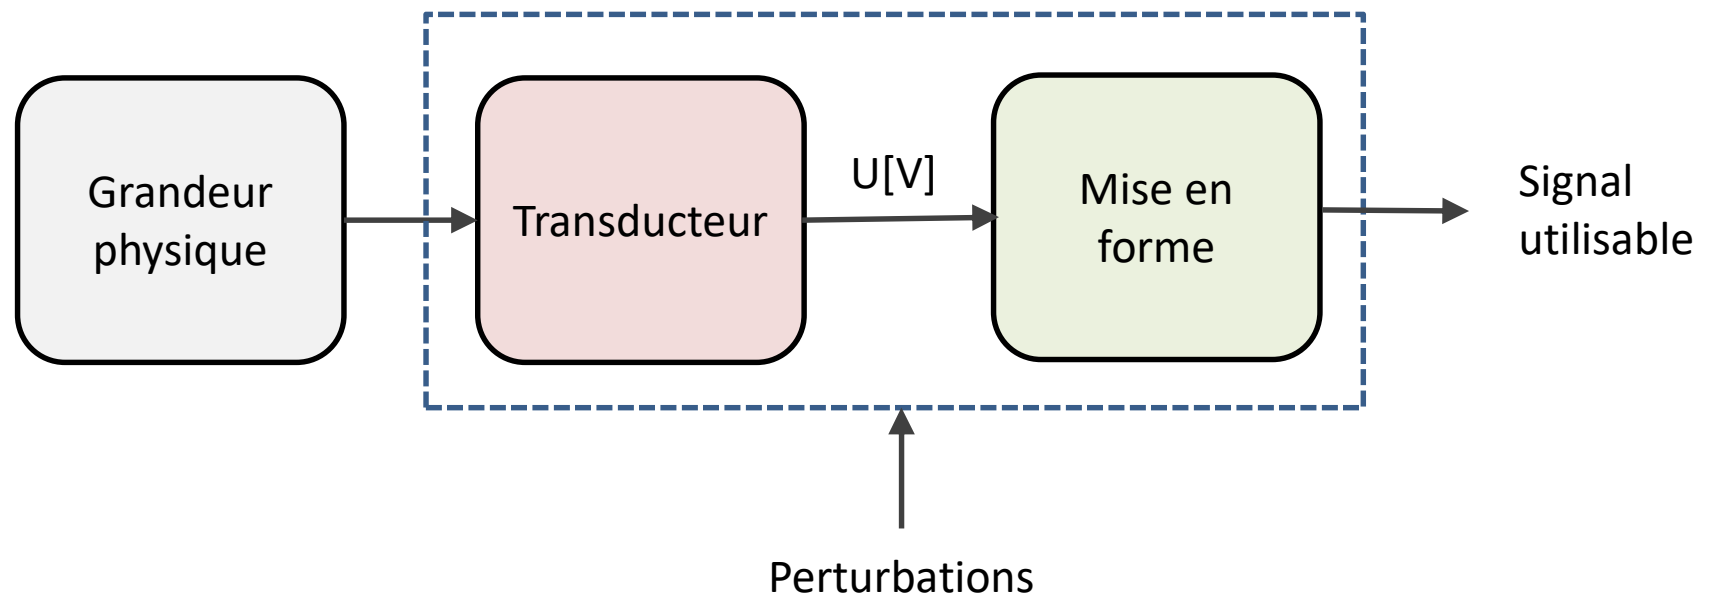 Grandeur
physique
Transducteur
U[V]
Mise en
forme
Signal
utilisable
Perturbations